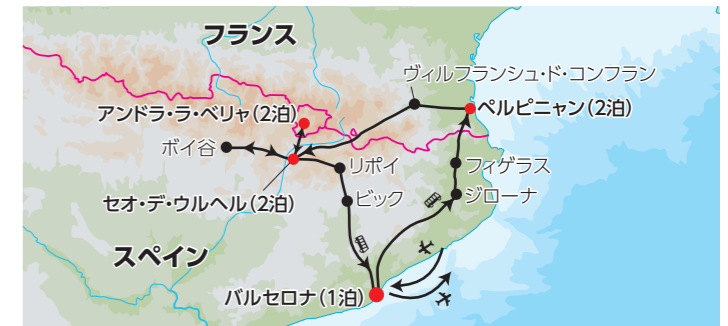 フランス
ヴィルフランシュ・ド・コンフラン
アンドラ・ラ・ベリャ(2泊)
ペルピニャン(2泊)
ボイ谷
リポイ
フィゲラス
セオ・デ・ウルヘル(2泊)
ビック
ジローナ
スペイン
バルセロナ(1泊)